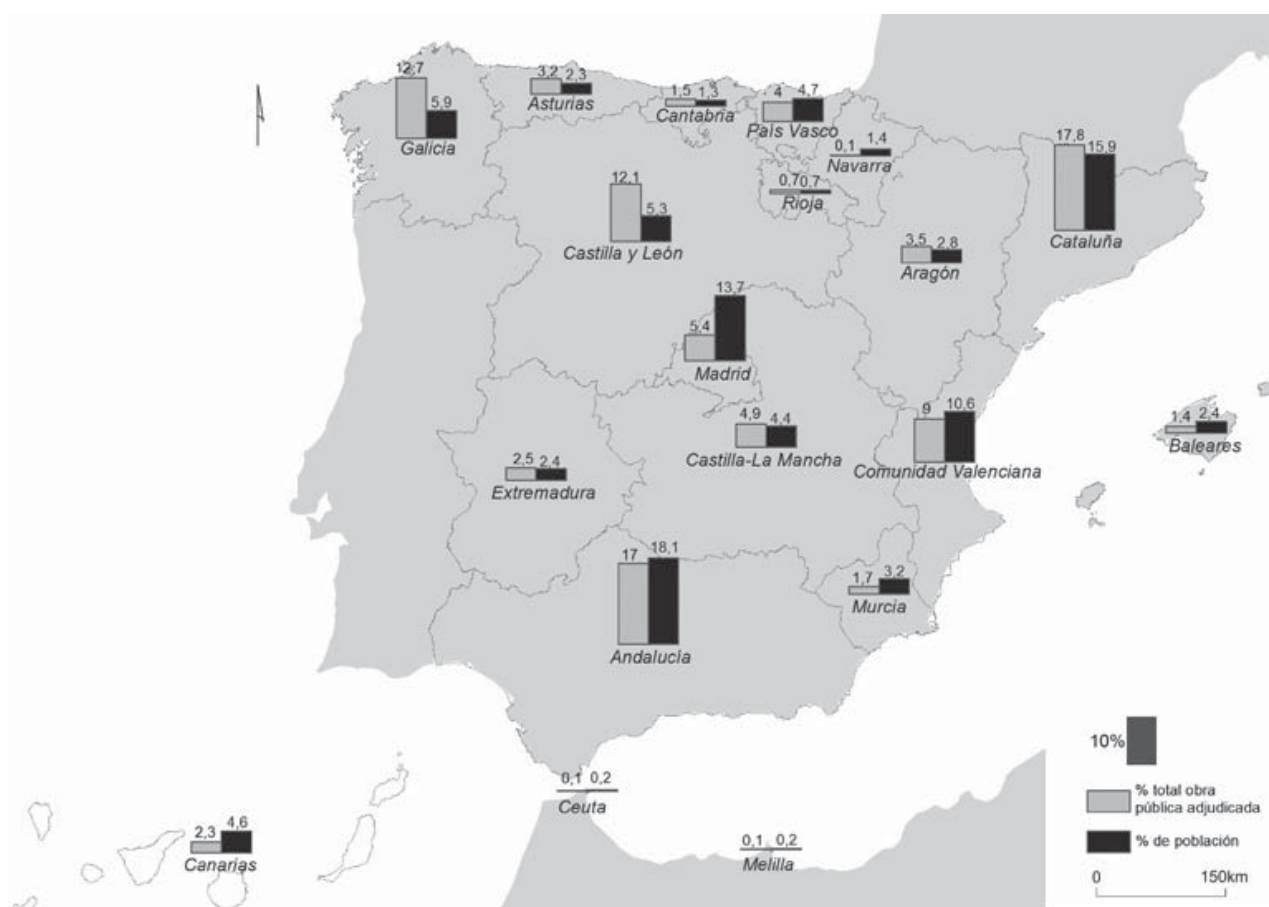 12,7
5,9
Galicia
3,2
2,3
Asturias
1,5
1,3
Cantabria
4
4,7
País Vasco
0,1
1,4
Navarra
0,7
0,7
Rioja
17,8
15,9
Cataluña
12,1
5,3
Castilla y León
3,5
2,8
Aragón
5,4
13,7
Madrid
4,9
4,4
Castilla-La Mancha
9
10,6
Comunidad Valenciana
1,4
2,4
Baleares
2,5
2,4
Extremadura
17
18,1
Andalucía
1,7
3,2
Murcia
0,1
0,2
Ceuta
0,1
0,2
Melilla
2,3
4,6
Canarias
10%
% total obra
pública adjudicada
% de población
0
150km